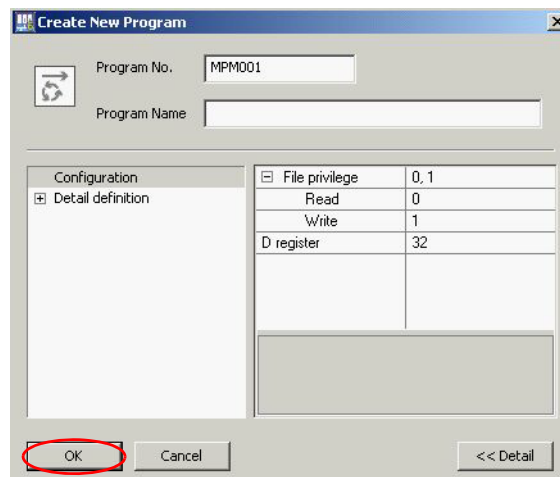 Create New Program
Program No. MPM001
Program Name
Configuration
Detail definition
File privilege 0, 1
Read 0
Write 1
D register 32
OK Cancel << Detail